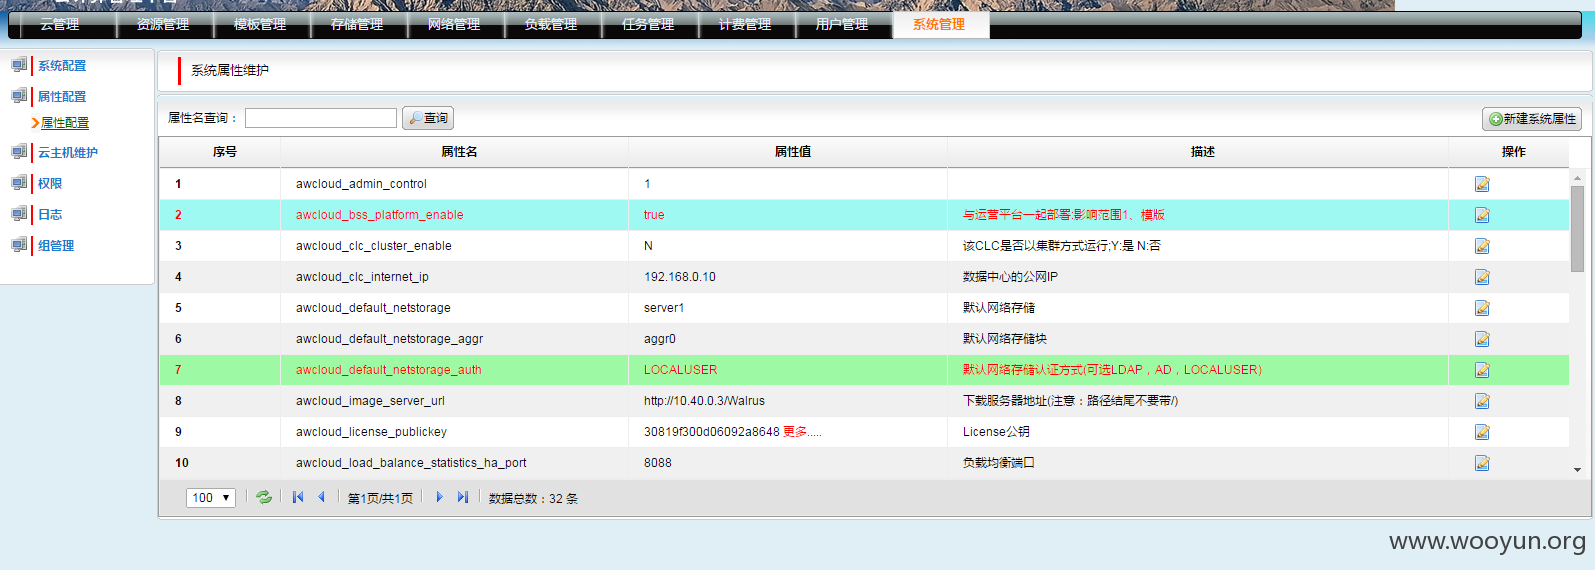 云管理 资源管理 模板管理 存储管理 网络管理 负载管理 任务管理 计费管理 用户管理 系统管理
系统配置
属性配置
属性配置
云主机维护
权限
日志
组管理
系统属性维护
属性名查询： 查询 新建系统属性
序号 属性名 属性值 描述 操作
1 awcloud_admin_control 1
2 awcloud_bss_platform_enable true 与运营平台一起部署:影响范围1、模版
3 awcloud_clc_cluster_enable N 该CLC是否以集群方式运行;Y:是 N:否
4 awcloud_clc_internet_ip 192.168.0.10 数据中心的公网IP
5 awcloud_default_netstorage server1 默认网络存储
6 awcloud_default_netstorage_aggr aggr0 默认网络存储块
7 awcloud_default_netstorage_auth LOCALUSER 默认网络存储认证方式(可选LDAP，AD，LOCALUSER)
8 awcloud_image_server_url http://10.40.0.3/Walrus 下载服务器地址(注意：路径结尾不要带/)
9 awcloud_license_publickey 30819f300d06092a8648 更多..... License公钥
10 awcloud_load_balance_statistics_ha_port 8088 负载均衡端口
100 第1页/共1页 数据总数：32 条
www.wooyun.org